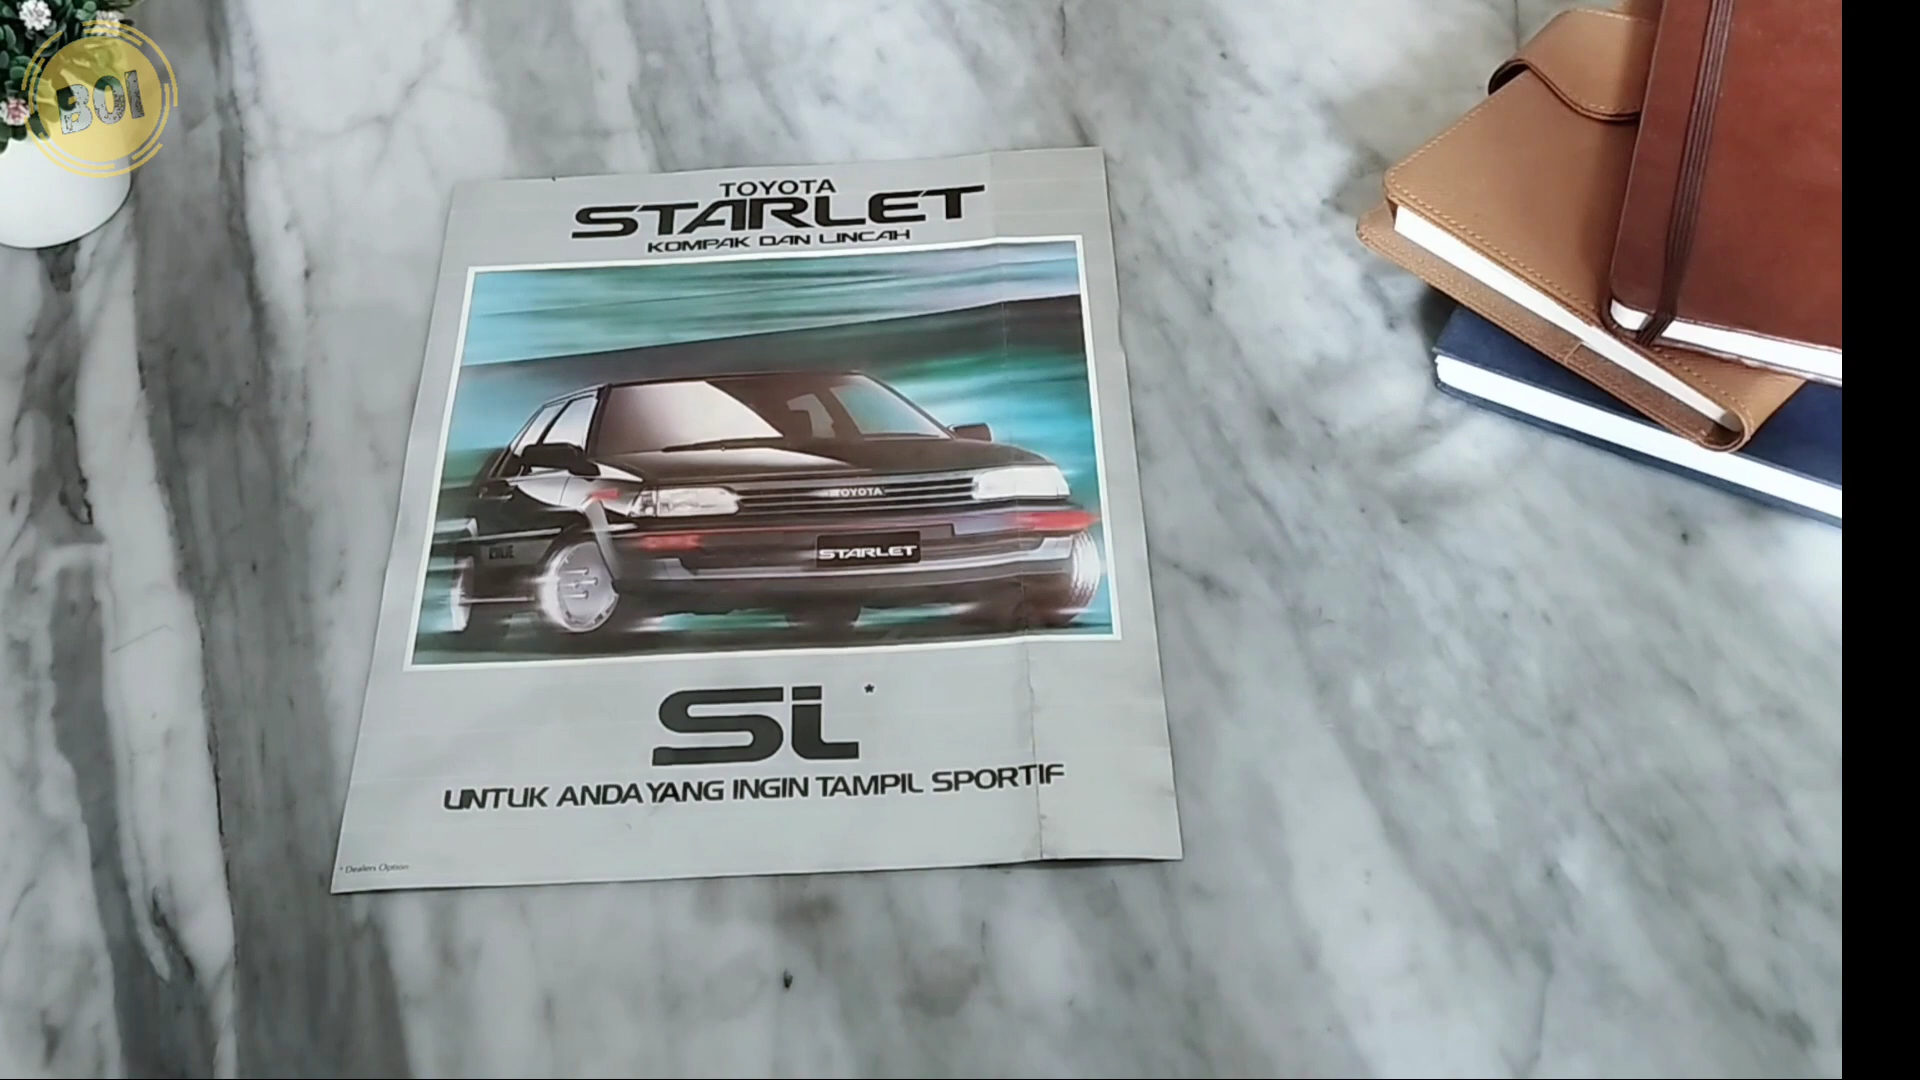 BOI
TOYOTA
STARLET
KOMPAK DAN LINCAH
TOYOTA
STARLET
Si*
UNTUK ANDA YANG INGIN TAMPIL SPORTIF
* Dealers Option